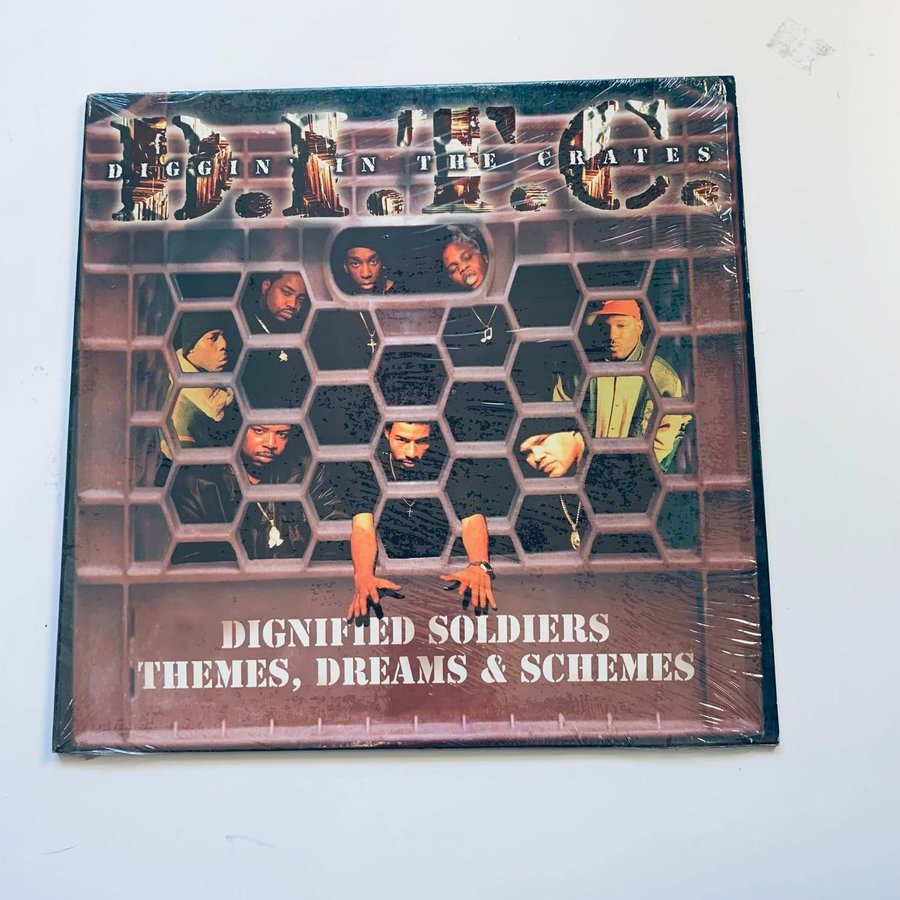 D.I.T.C.
DIGGIN' IN THE CRATES
DIGNIFIED SOLDIERS
THEMES, DREAMS & SCHEMES